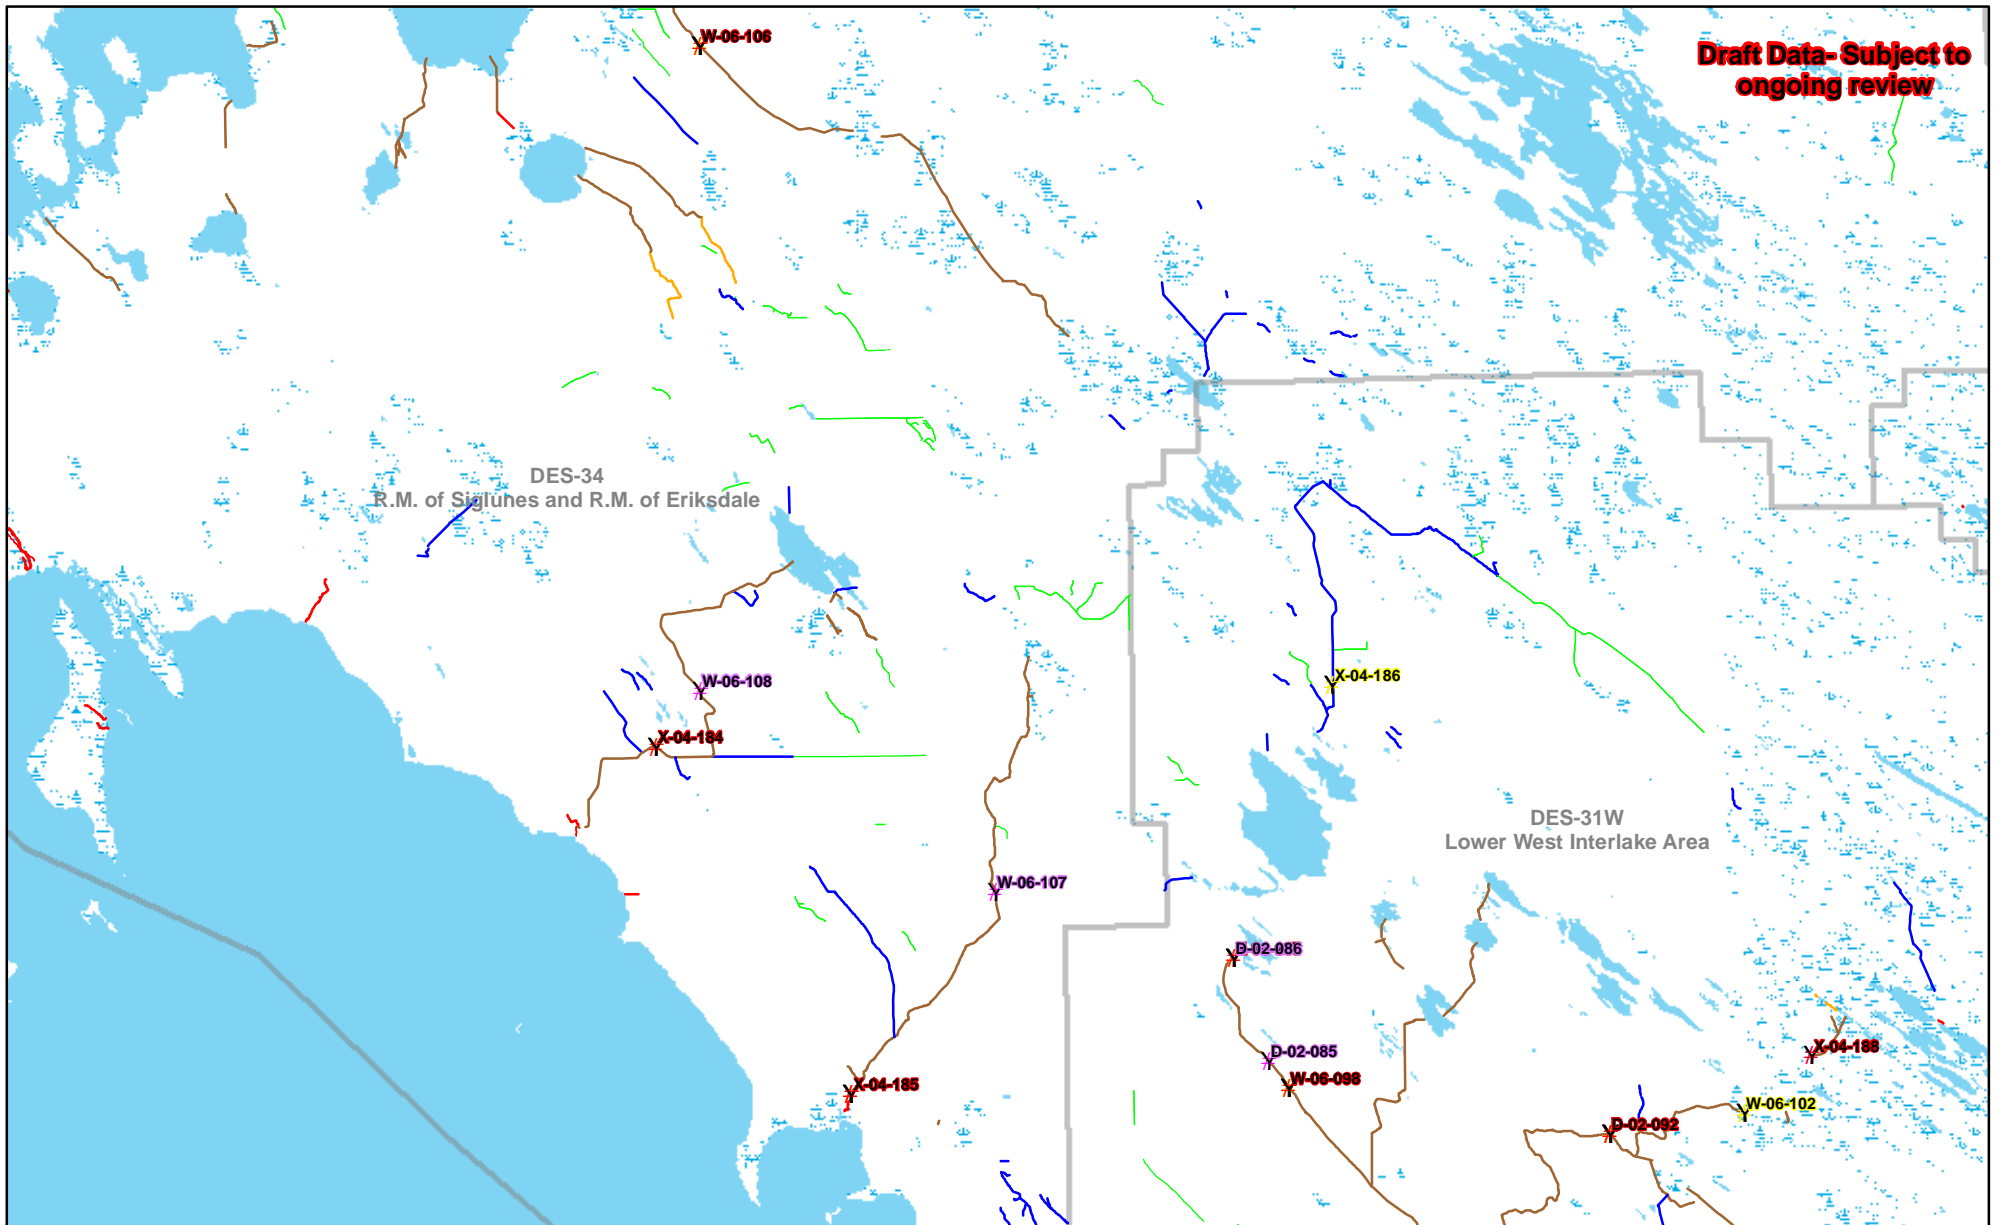 W-06-106
Draft Data- Subject to
ongoing review
DES-34
R.M. of Siglunes and R.M. of Eriksdale
W-06-108
X-04-186
X-04-184
DES-31W
Lower West Interlake Area
W-06-107
D-02-086
D-02-085
X-04-188
W-06-098
X-04-185
W-06-102
D-02-092